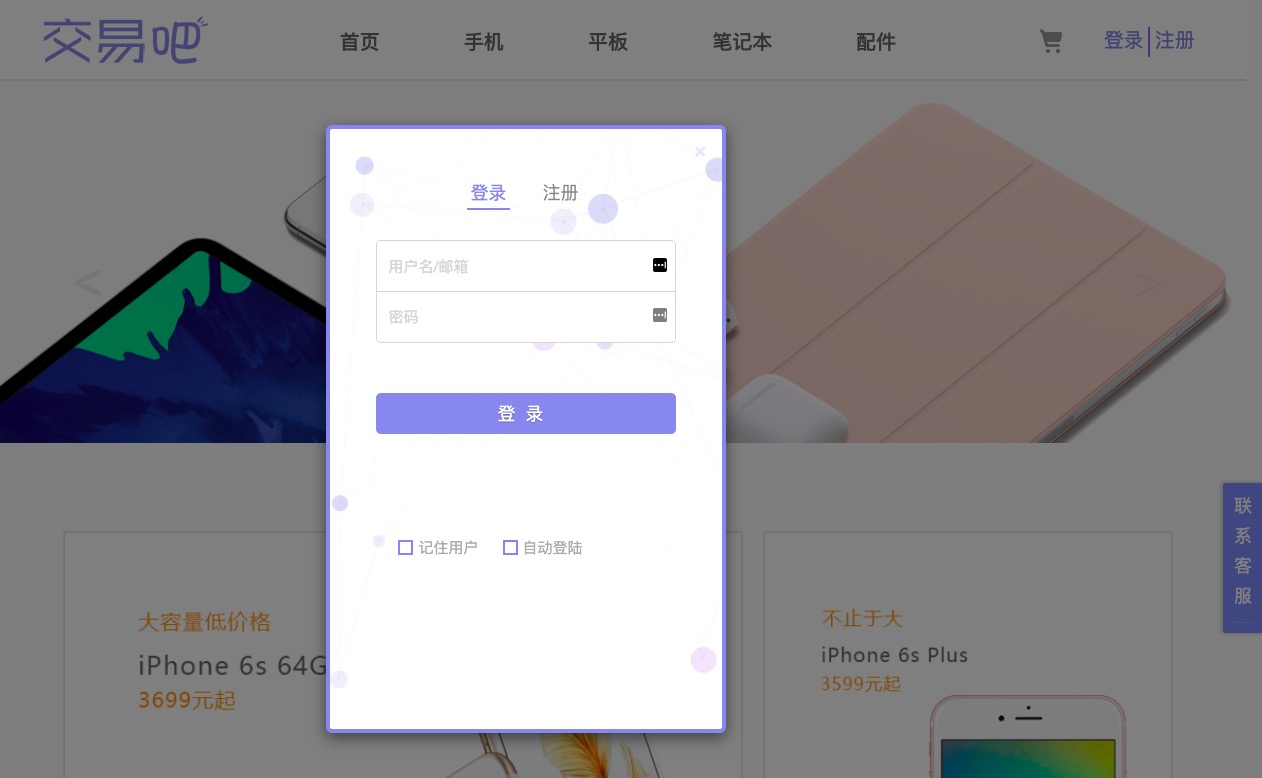 交易吧
首页 手机 平板 笔记本 配件 登录 注册
登录 注册
用户名/邮箱
密码
登 录
记住用户 自动登陆
大容量低价格
iPhone 6s 64G
3699元起
不止于大
iPhone 6s Plus
3599元起
联
系
客
服